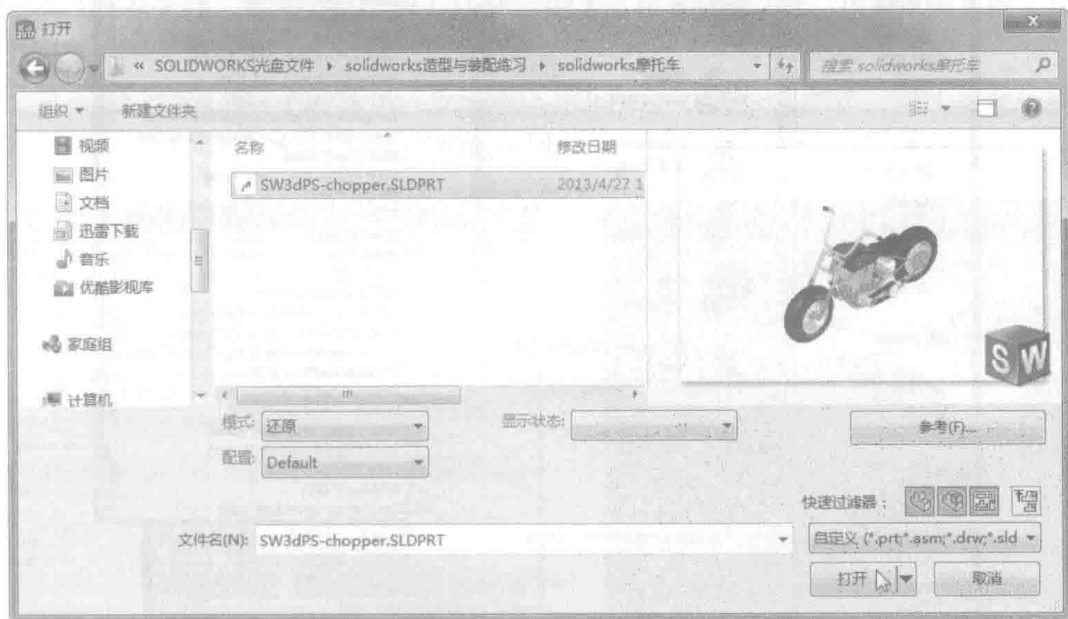 打开
« SOLIDWORKS光盘文件 ▸ solidworks造型与装配练习 ▸ solidworks摩托车
搜索 solidworks摩托车
组织
新建文件夹
视频
图片
文档
迅雷下载
音乐
优酷影视库
家庭组
计算机
名称
修改日期
SW3dPS-chopper.SLDPRT
2013/4/27 1
SW
模式:
还原
显示状态:
参考(F)...
配置:
Default
快速过滤器:
文件名(N):
SW3dPS-chopper.SLDPRT
自定义 (*.prt;*.asm;*.drw;*.sld
打开
取消